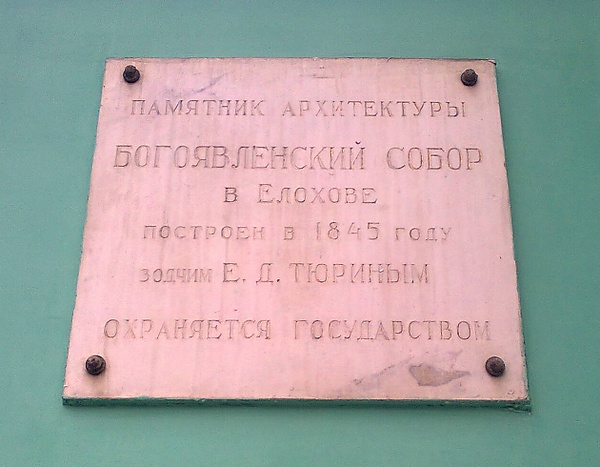 ПАМЯТНИК АРХИТЕКТУРЫ
БОГОЯВЛЕНСКИЙ СОБОР
В ЕЛОХОВЕ
ПОСТРОЕН В 1845 ГОДУ
ЗОДЧИМ Е. Д. ТЮРИНЫМ
ОХРАНЯЕТСЯ ГОСУДАРСТВОМ